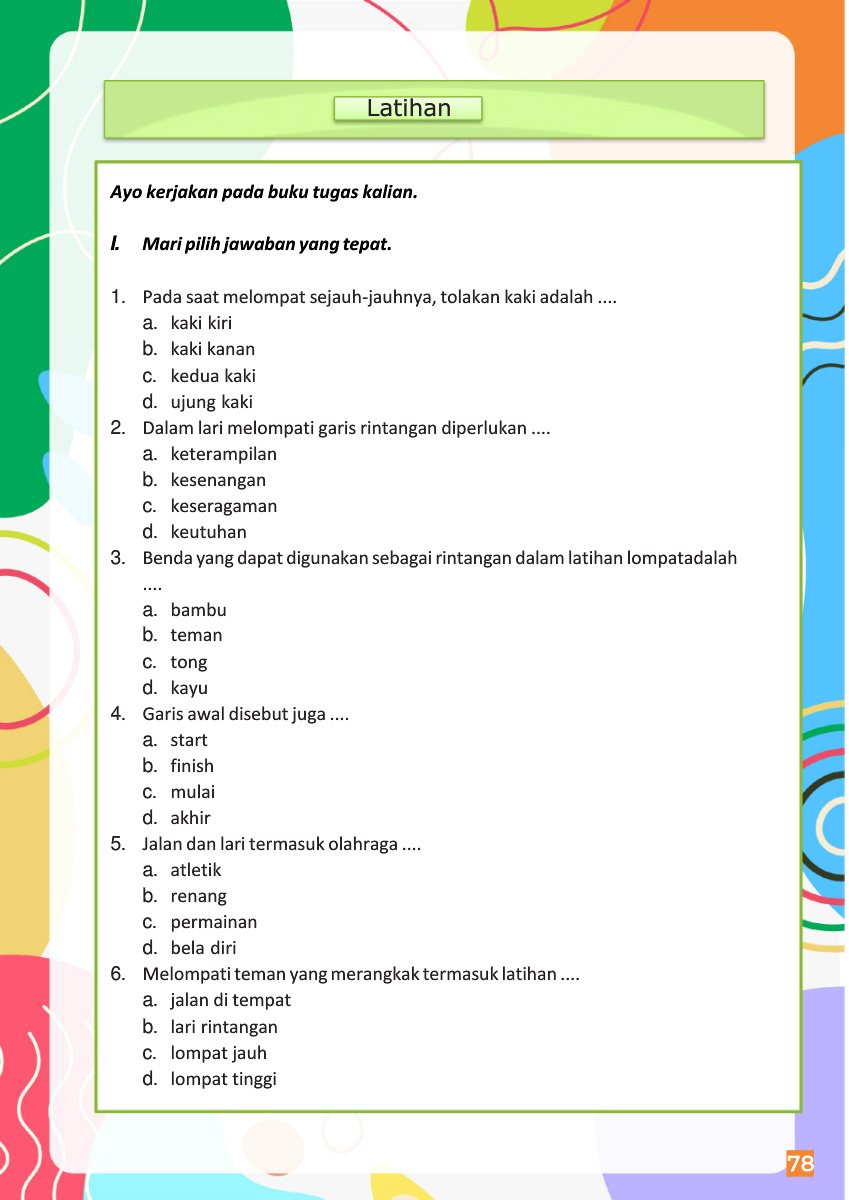 Latihan
Ayo kerjakan pada buku tugas kalian.
I. Mari pilih jawaban yang tepat.
1. Pada saat melompat sejauh-jauhnya, tolakan kaki adalah ....
a. kaki kiri
b. kaki kanan
c. kedua kaki
d. ujung kaki
2. Dalam lari melompati garis rintangan diperlukan ....
a. keterampilan
b. kesenangan
c. keseragaman
d. keutuhan
3. Benda yang dapat digunakan sebagai rintangan dalam latihan lompatadalah
....
a. bambu
b. teman
c. tong
d. kayu
4. Garis awal disebut juga ....
a. start
b. finish
c. mulai
d. akhir
5. Jalan dan lari termasuk olahraga ....
a. atletik
b. renang
c. permainan
d. bela diri
6. Melompati teman yang merangkak termasuk latihan ....
a. jalan di tempat
b. lari rintangan
c. lompat jauh
d. lompat tinggi
78